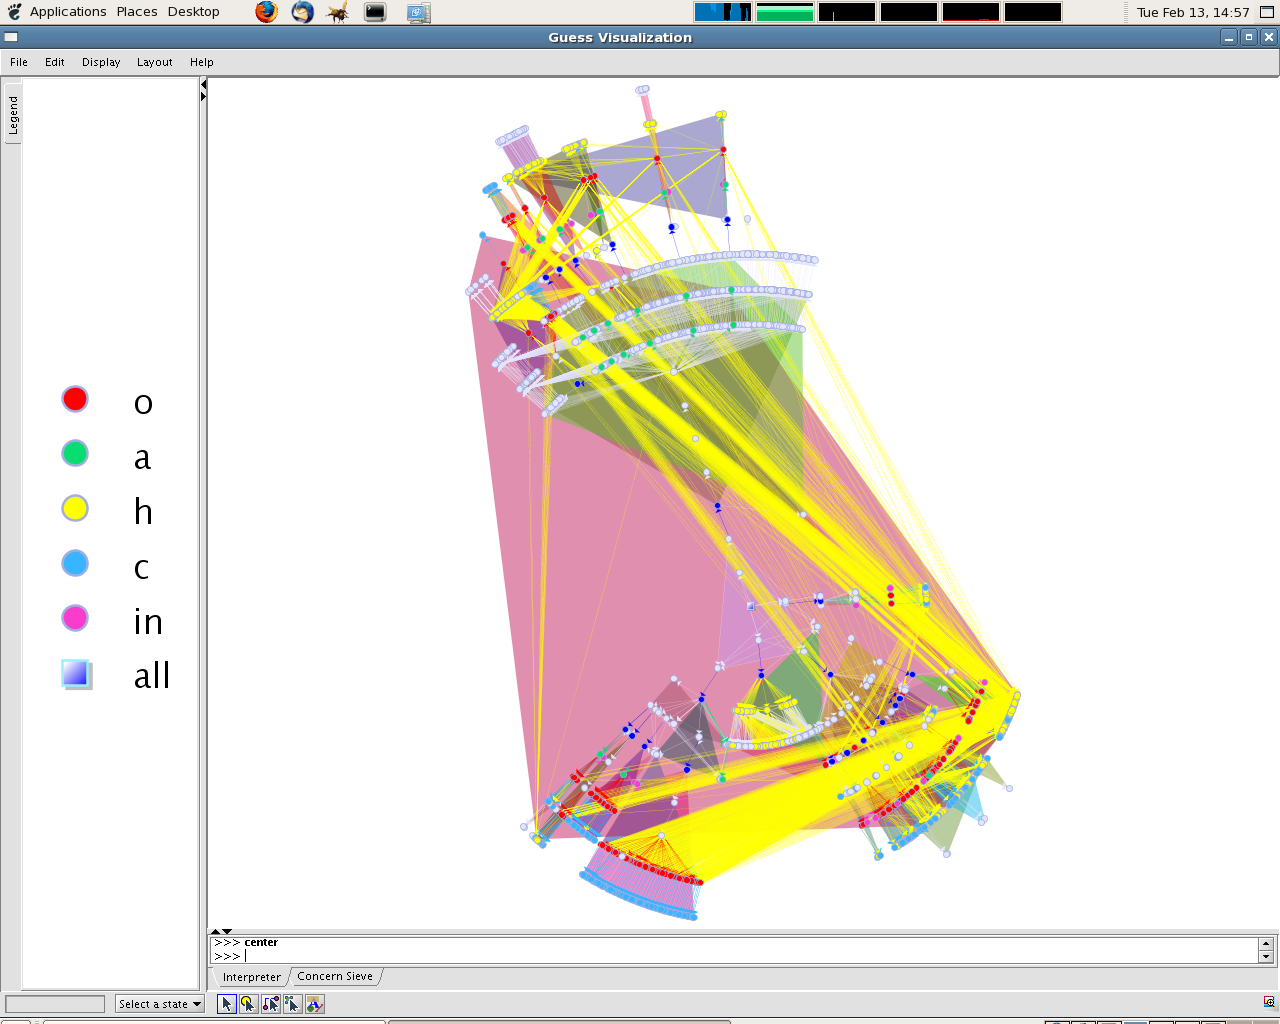 Applications Places Desktop
Tue Feb 13, 14:57
Guess Visualization
File Edit Display Layout Help
Legend
o
a
h
c
in
all
>>> center
>>>
Interpreter Concern Sieve
Select a state